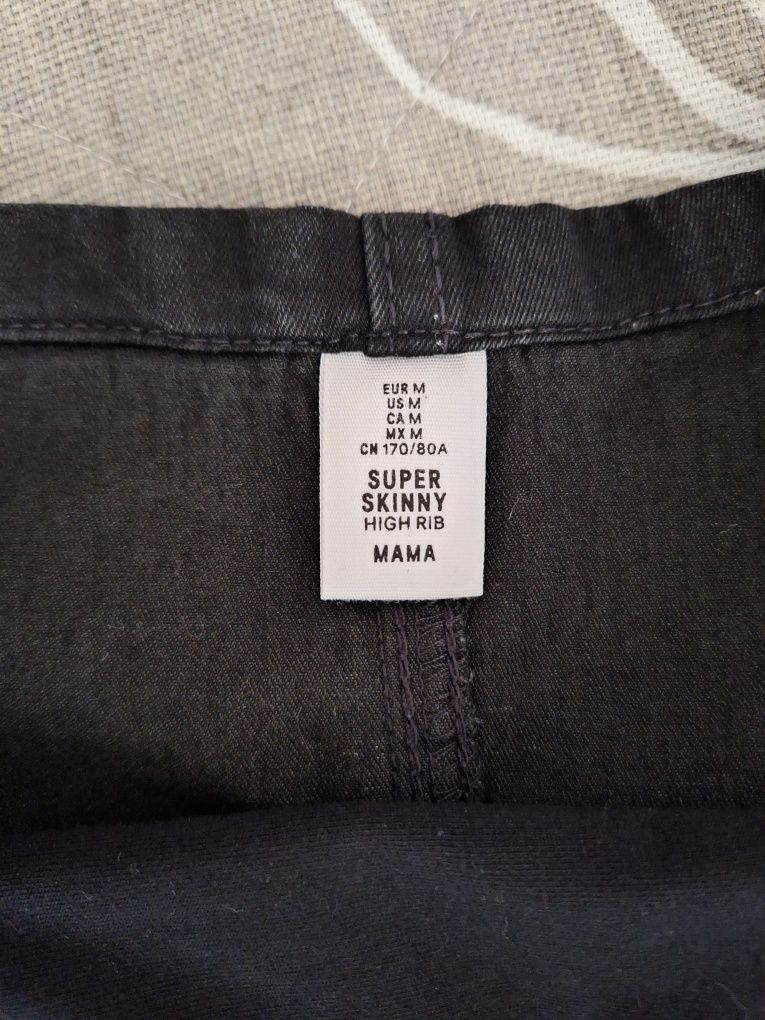 EUR M
US M
CA M
MX M
CN 170/80A
SUPER
SKINNY
HIGH RIB
MAMA